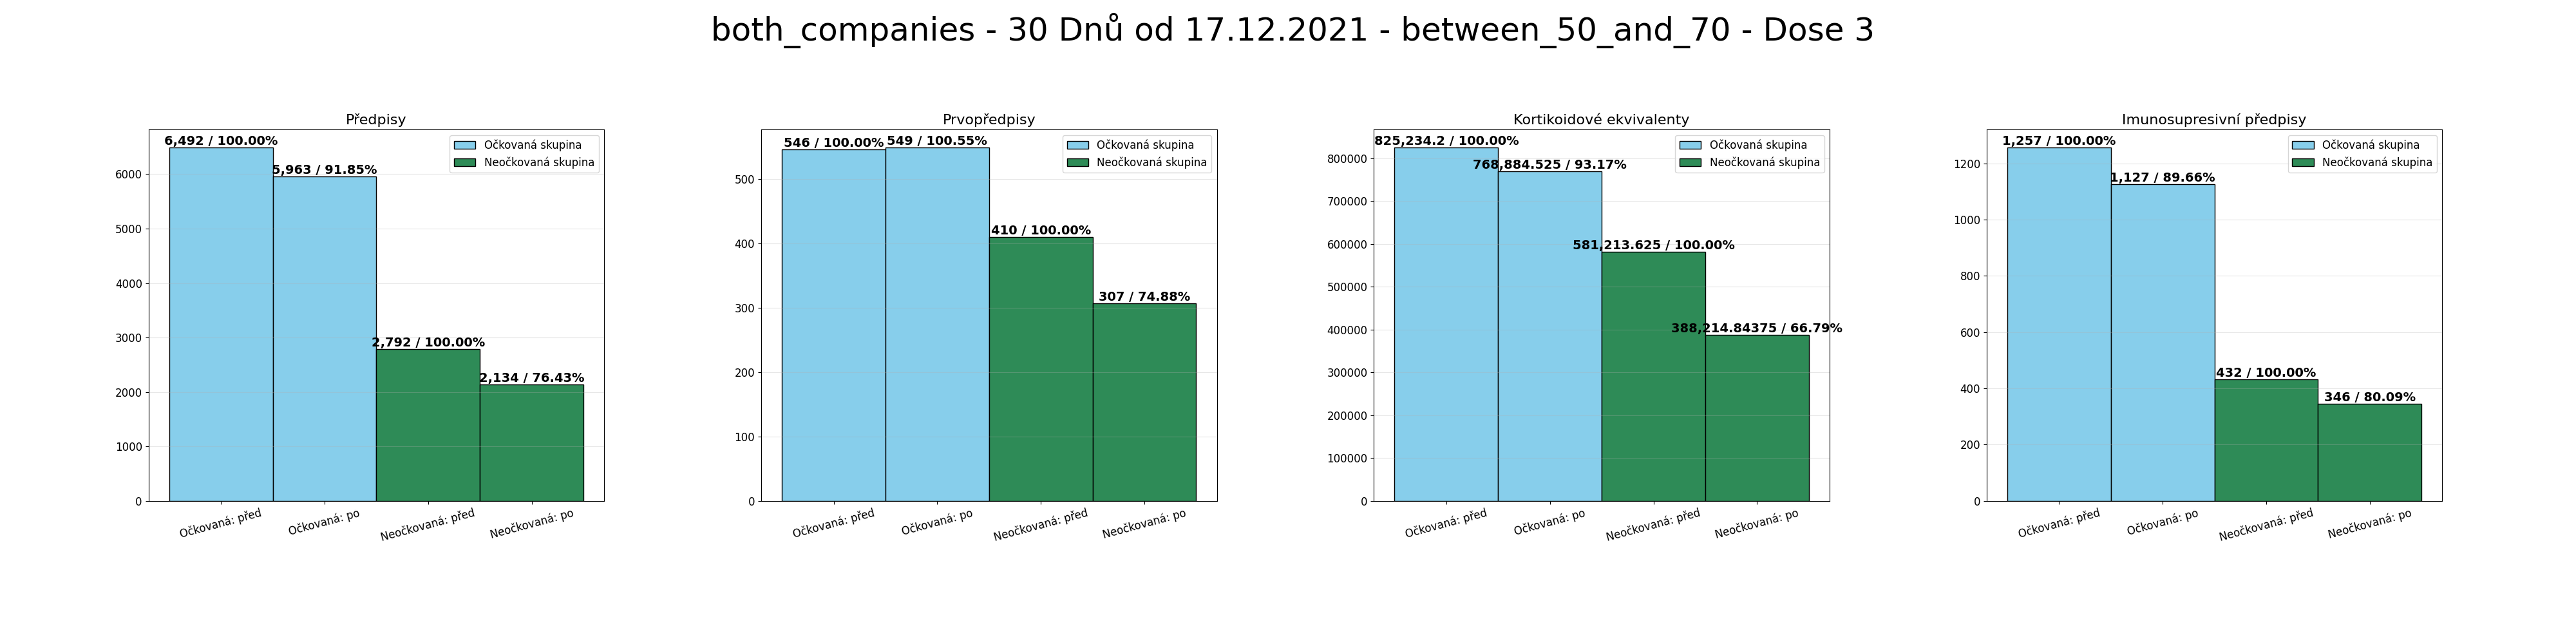 both_companies - 30 Dnů od 17.12.2021 - between_50_and_70 - Dose 3
Předpisy
6,492 / 100.00%
5,963 / 91.85%
2,792 / 100.00%
2,134 / 76.43%
Očkovaná skupina
Neočkovaná skupina
6000
5000
4000
3000
2000
1000
0
Očkovaná: před
Očkovaná: po
Neočkovaná: před
Neočkovaná: po
Prvopředpisy
546 / 100.00%
549 / 100.55%
410 / 100.00%
307 / 74.88%
Očkovaná skupina
Neočkovaná skupina
500
400
300
200
100
0
Očkovaná: před
Očkovaná: po
Neočkovaná: před
Neočkovaná: po
Kortikoidové ekvivalenty
825,234.2 / 100.00%
768,884.525 / 93.17%
581,213.625 / 100.00%
388,214.84375 / 66.79%
Očkovaná skupina
Neočkovaná skupina
800000
700000
600000
500000
400000
300000
200000
100000
0
Očkovaná: před
Očkovaná: po
Neočkovaná: před
Neočkovaná: po
Imunosupresivní předpisy
1,257 / 100.00%
1,127 / 89.66%
432 / 100.00%
346 / 80.09%
Očkovaná skupina
Neočkovaná skupina
1200
1000
800
600
400
200
0
Očkovaná: před
Očkovaná: po
Neočkovaná: před
Neočkovaná: po